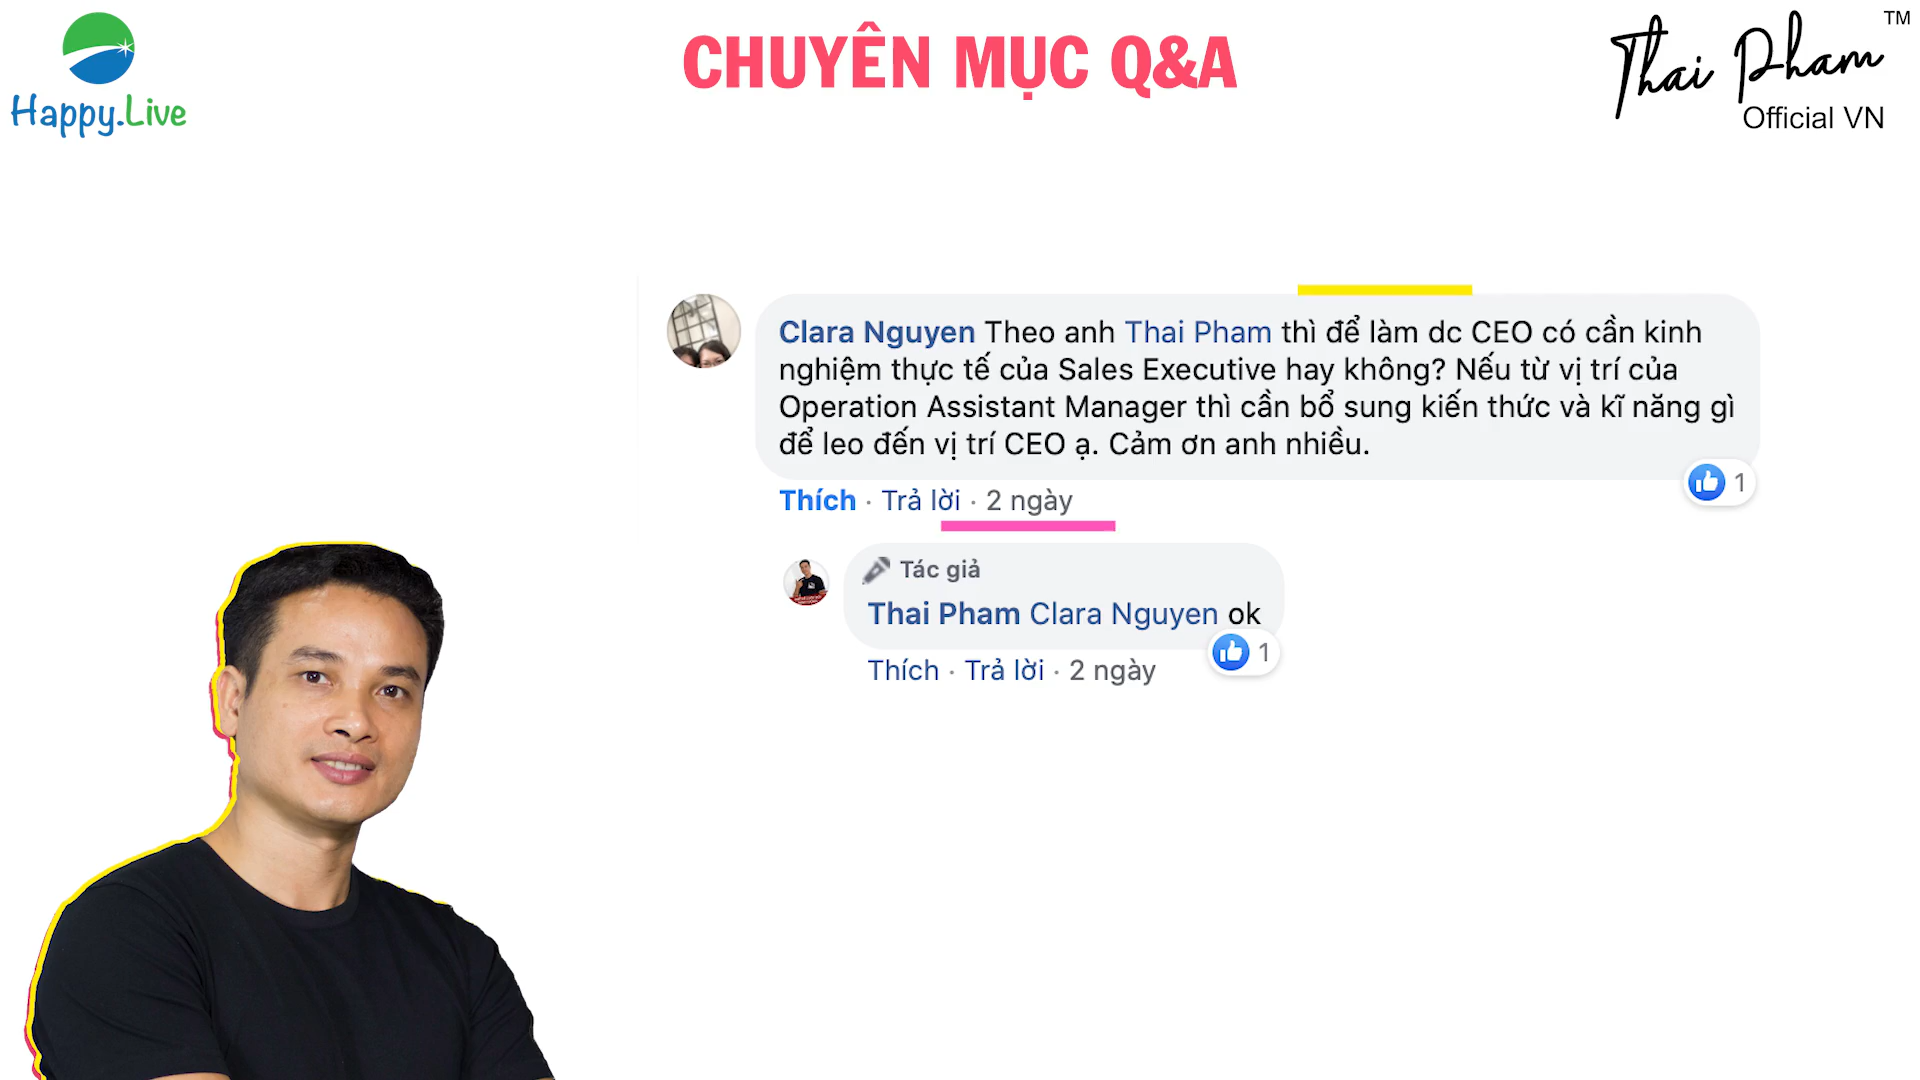 Happy.Live
CHUYÊN MỤC Q&A
Thai Pham TM
Official VN
Clara Nguyen Theo anh Thai Pham thì để làm dc CEO có cần kinh
nghiệm thực tế của Sales Executive hay không? Nếu từ vị trí của
Operation Assistant Manager thì cần bổ sung kiến thức và kĩ năng gì
để leo đến vị trí CEO ạ. Cảm ơn anh nhiều.
1
Thích · Trả lời · 2 ngày
Tác giả
Thai Pham Clara Nguyen ok
1
Thích · Trả lời · 2 ngày